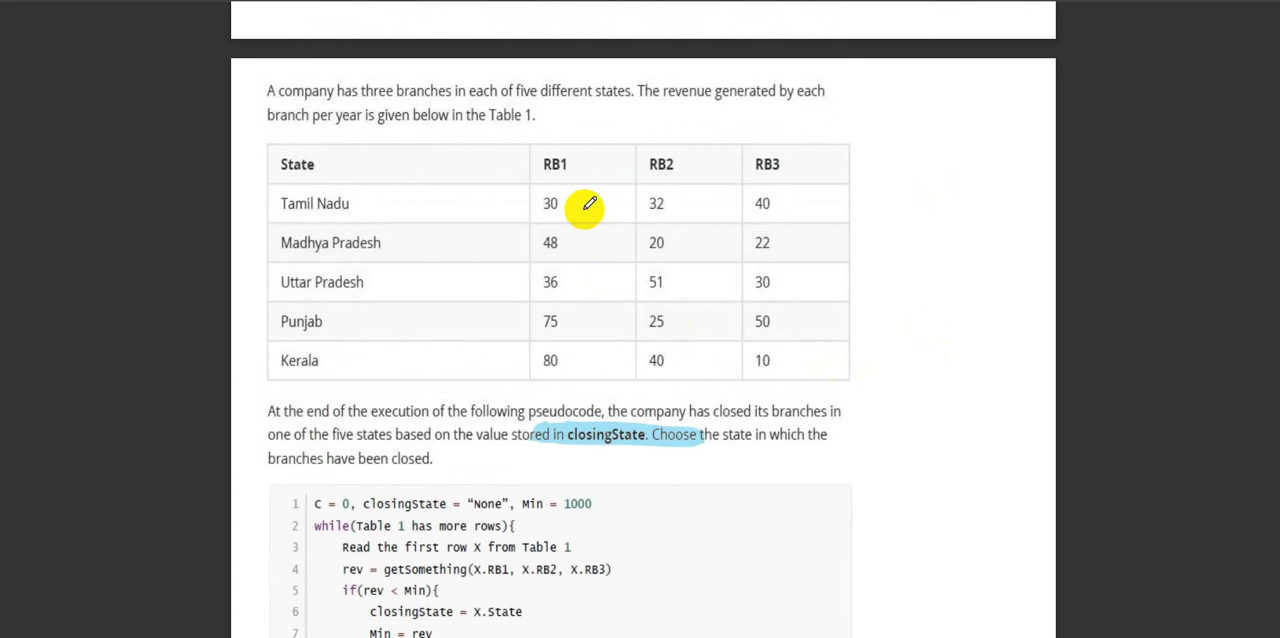 A company has three branches in each of five different states. The revenue generated by each
branch per year is given below in the Table 1.
State RB1 RB2 RB3
Tamil Nadu 30 32 40
Madhya Pradesh 48 20 22
Uttar Pradesh 36 51 30
Punjab 75 25 50
Kerala 80 40 10
At the end of the execution of the following pseudocode, the company has closed its branches in
one of the five states based on the value stored in closingState. Choose the state in which the
branches have been closed.
1 C = 0, closingState = “None”, Min = 1000
2 while(Table 1 has more rows){
3 Read the first row X from Table 1
4 rev = getSomething(X.RB1, X.RB2, X.RB3)
5 if(rev < Min){
6 closingState = X.State
7 Min = rev